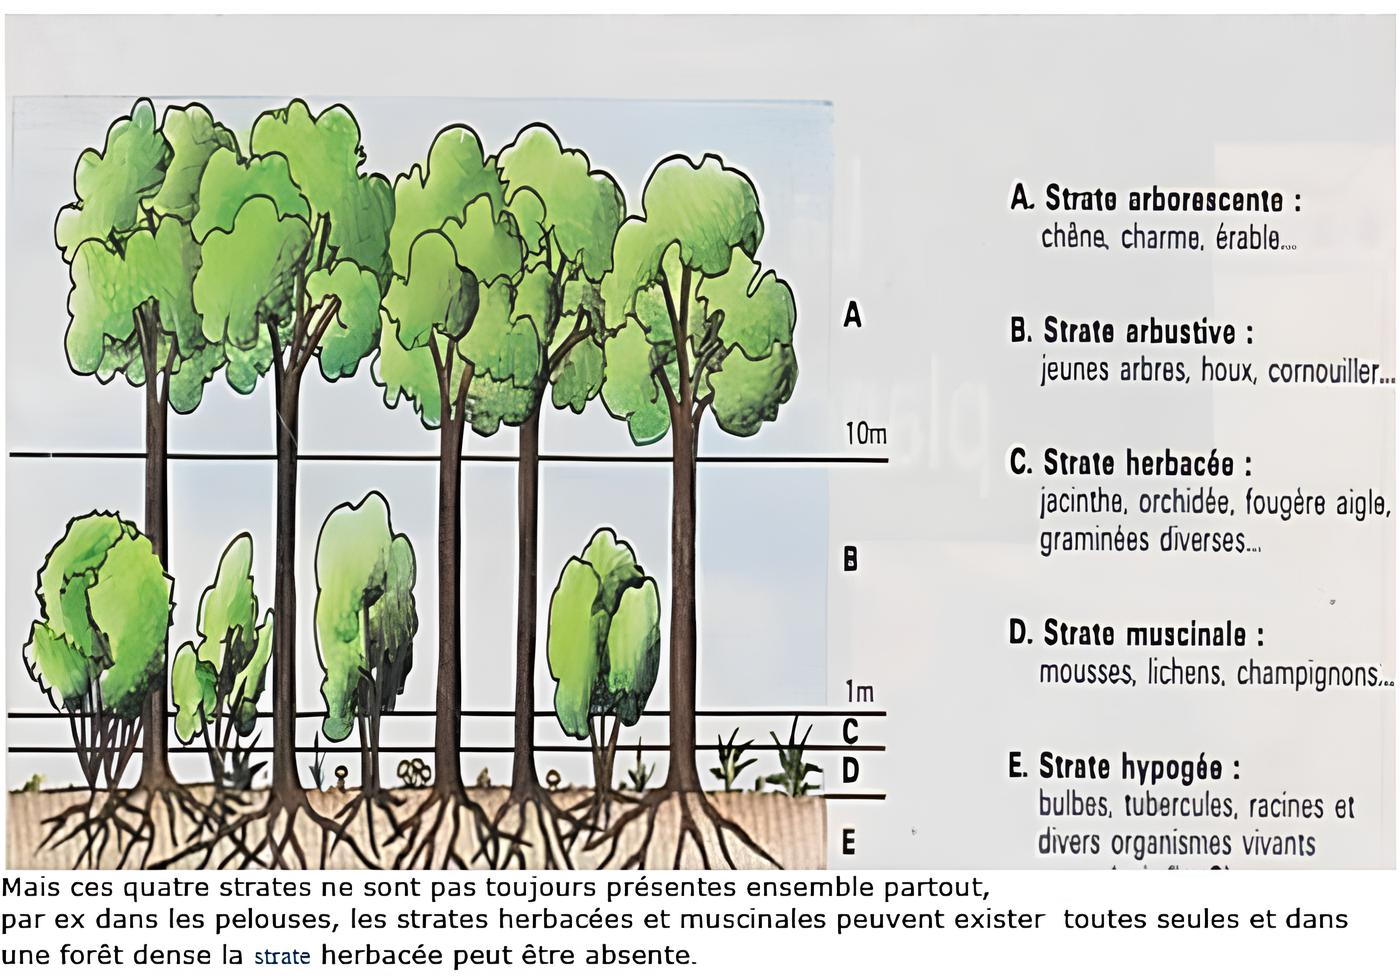 A. Strate arborescente :
chêne, charme, érable...
B. Strate arbustive :
jeunes arbres, houx, cornouiller...
C. Strate herbacée :
jacinthe, orchidée, fougère aigle,
graminées diverses...
D. Strate muscinale :
mousses, lichens, champignons...
E. Strate hypogée :
bulbes, tubercules, racines et
divers organismes vivants
A
10m
B
1m
C
D
E
Mais ces quatre strates ne sont pas toujours présentes ensemble partout,
par ex dans les pelouses, les strates herbacées et muscinales peuvent exister toutes seules et dans
une forêt dense la strate herbacée peut être absente.